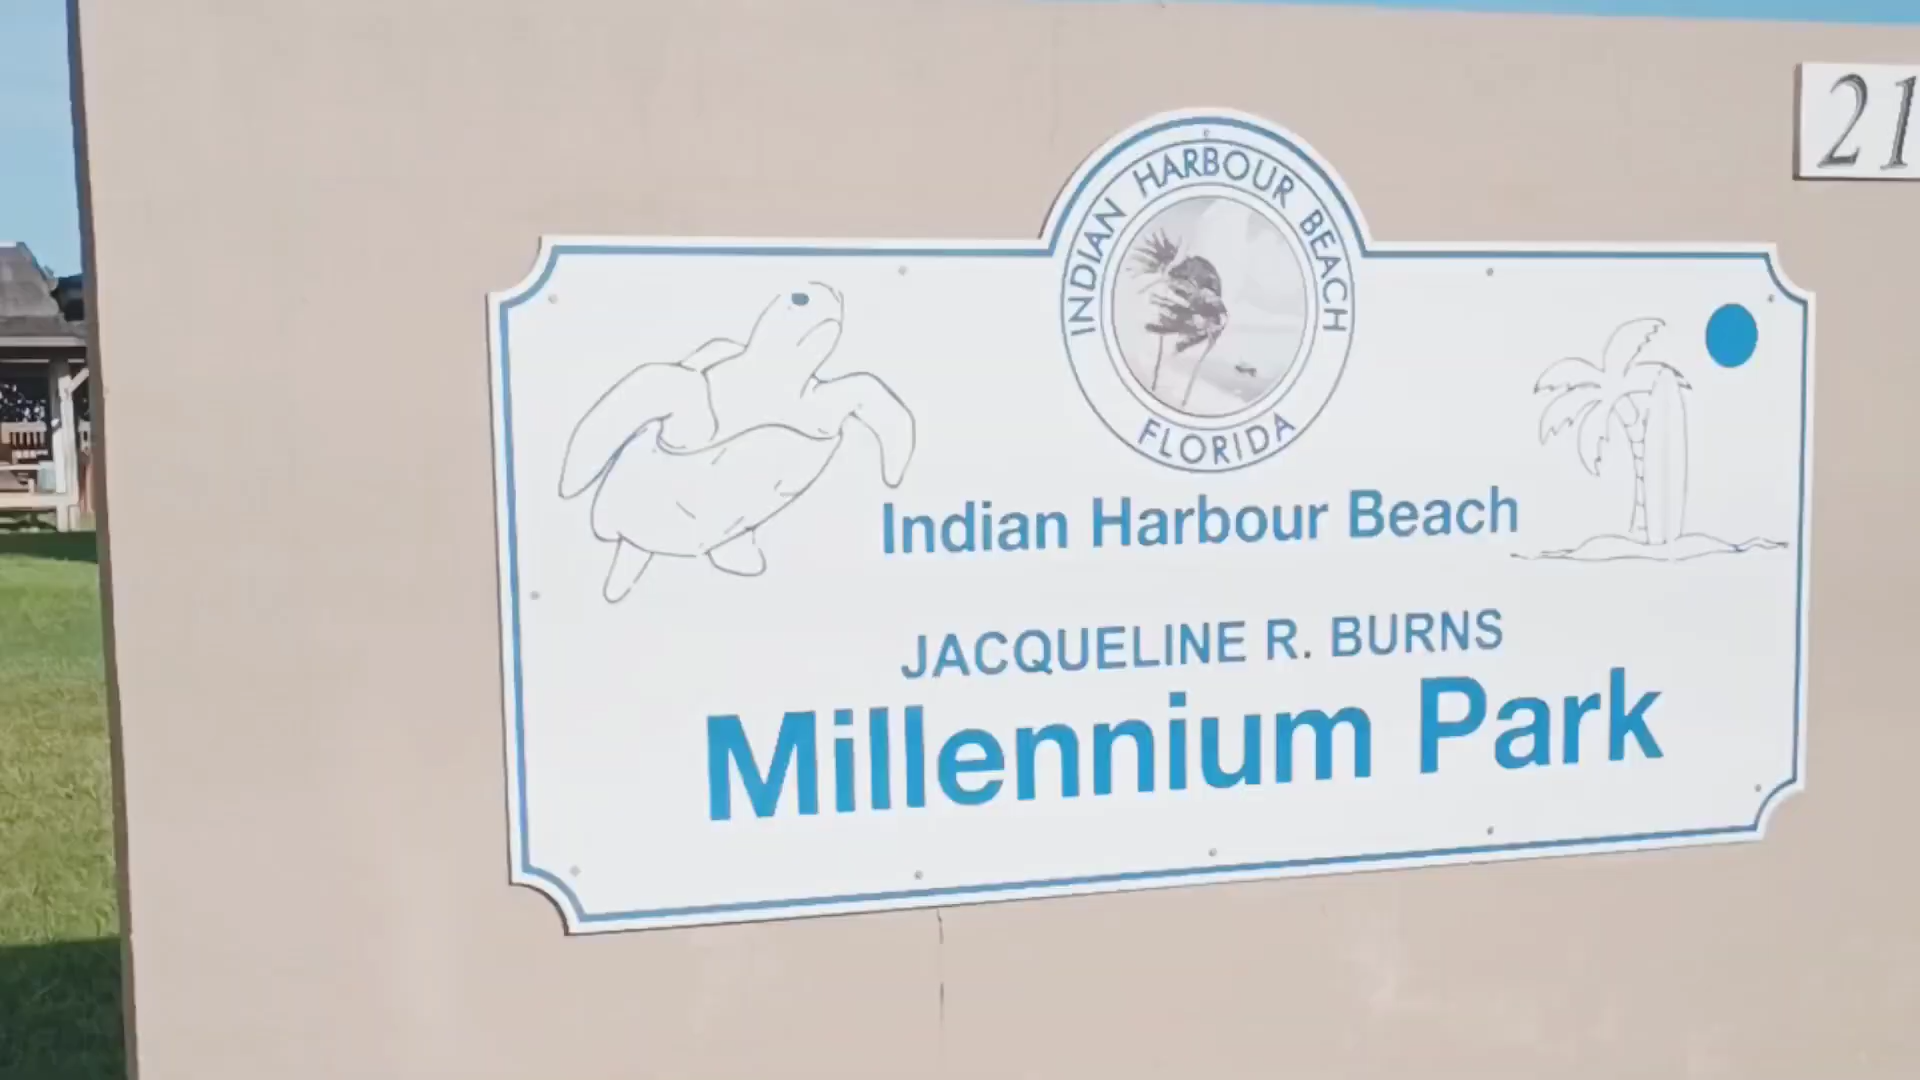 21
INDIAN HARBOUR BEACH
FLORIDA
Indian Harbour Beach
JACQUELINE R. BURNS
Millennium Park